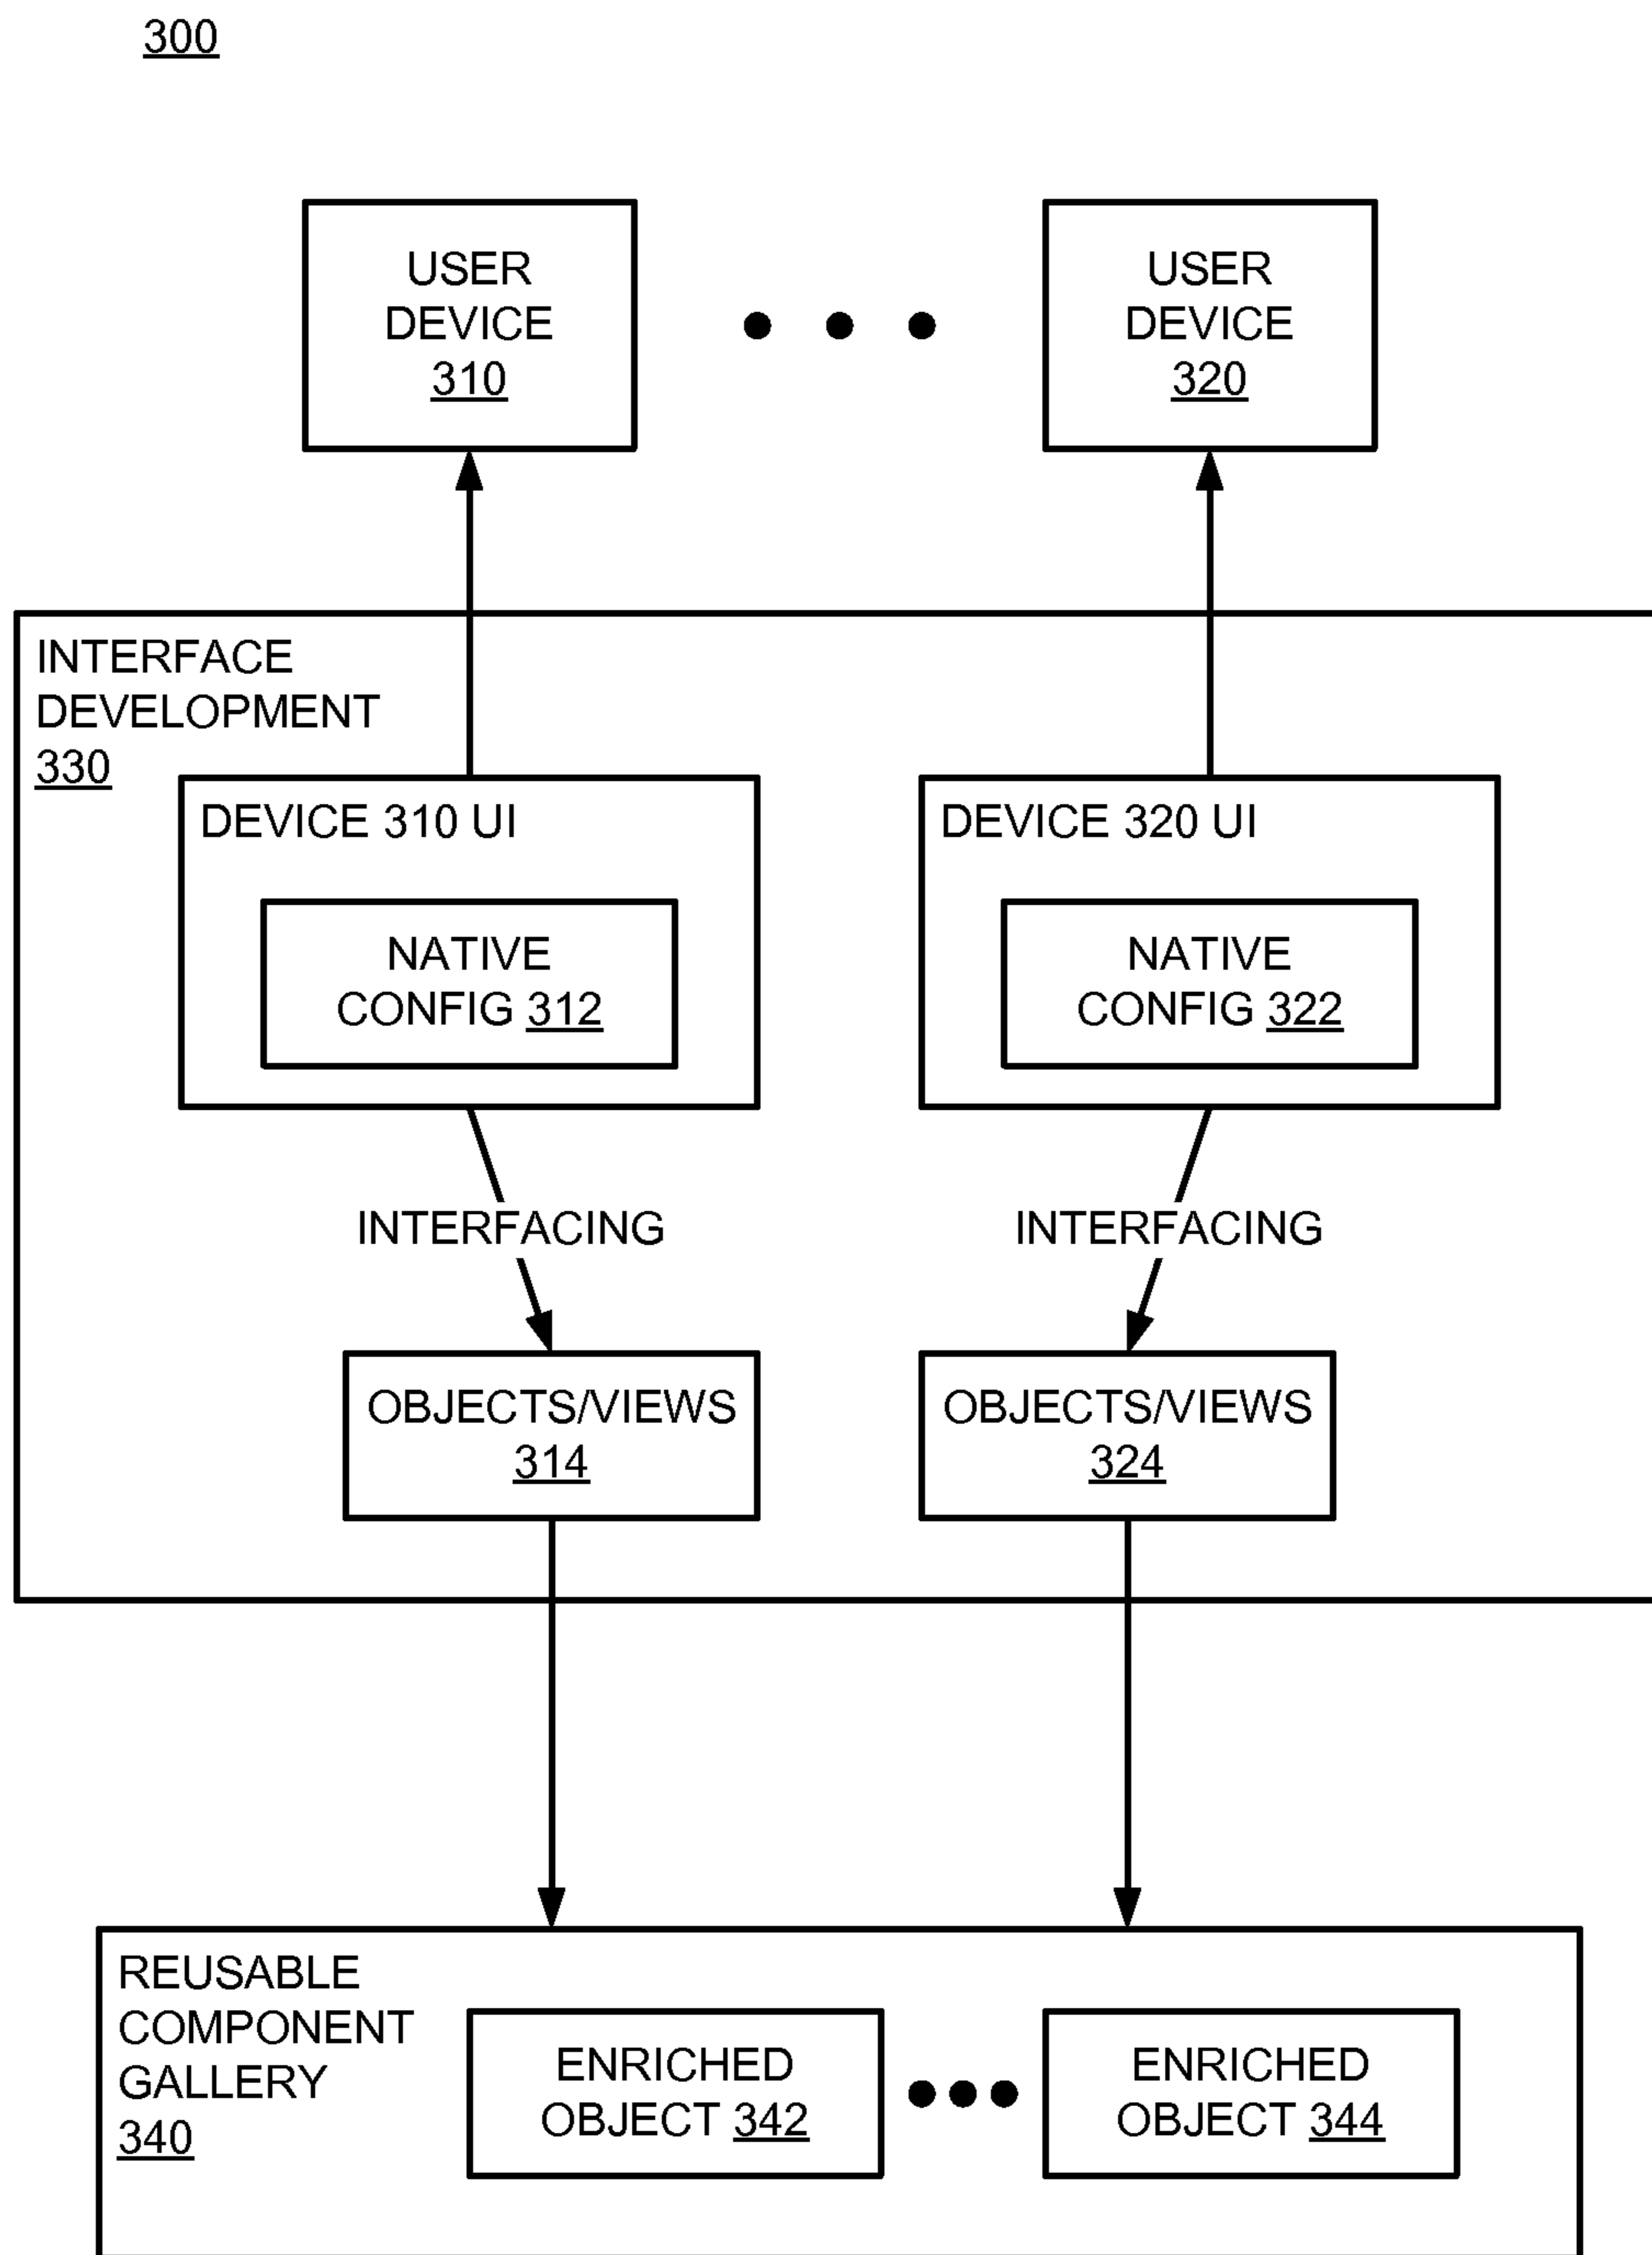 300
USER
DEVICE
310
USER
DEVICE
320
INTERFACE
DEVELOPMENT
330
DEVICE 310 UI
NATIVE
CONFIG 312
DEVICE 320 UI
NATIVE
CONFIG 322
INTERFACING
INTERFACING
OBJECTS/VIEWS
314
OBJECTS/VIEWS
324
REUSABLE
COMPONENT
GALLERY
340
ENRICHED
OBJECT 342
ENRICHED
OBJECT 344